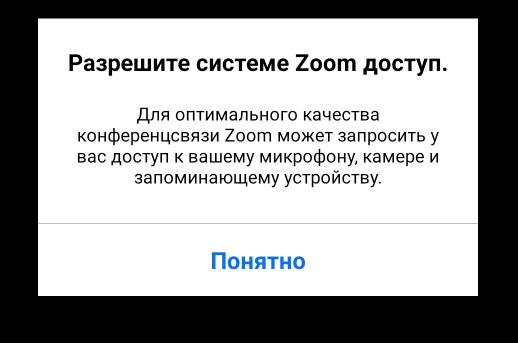 Разрешите системе Zoom доступ.
Для оптимального качества
конференцсвязи Zoom может запросить у
вас доступ к вашему микрофону, камере и
запоминающему устройству.
Понятно